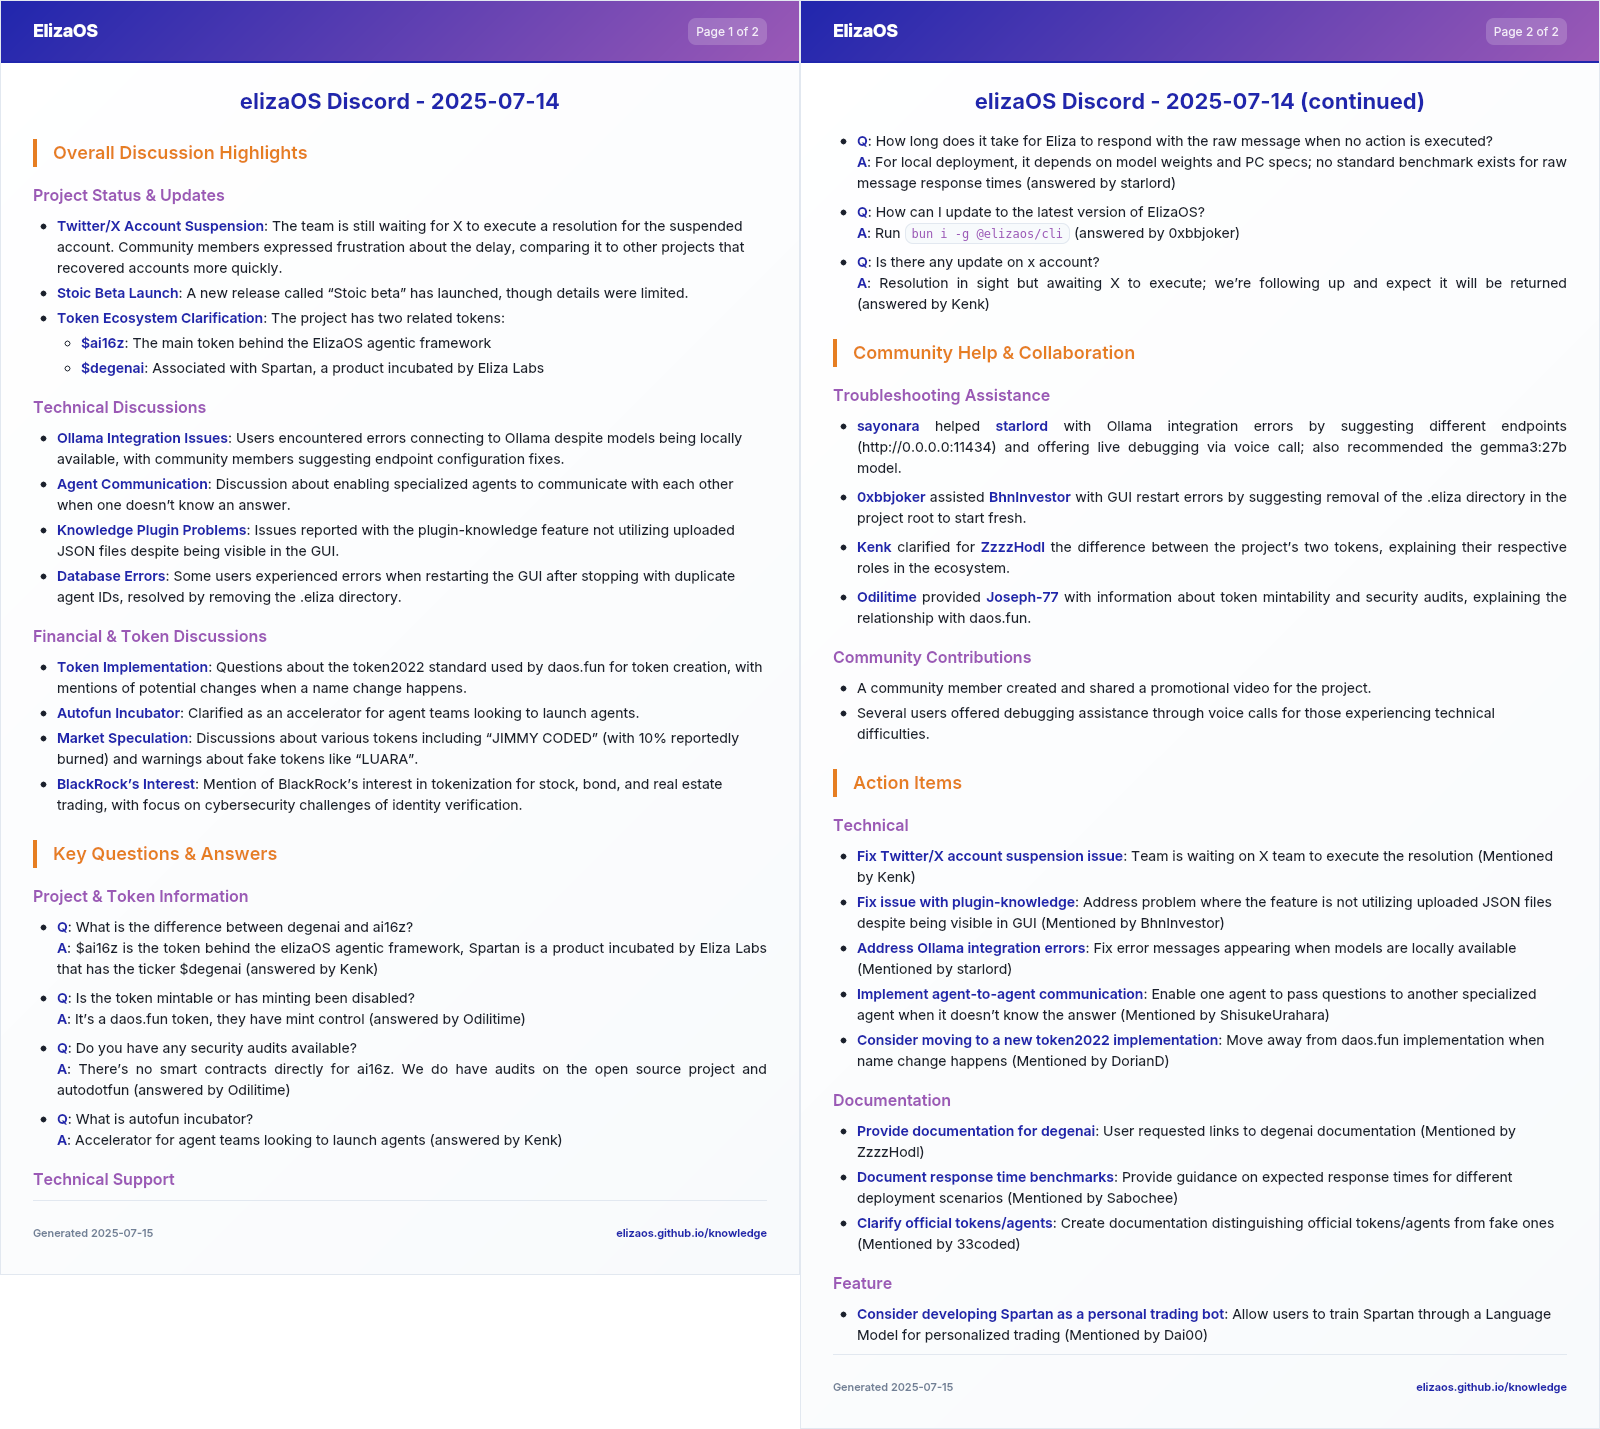 ElizaOS
Page 1 of 2
elizaOS Discord - 2025-07-14
Overall Discussion Highlights
Project Status & Updates
• Twitter/X Account Suspension: The team is still waiting for X to execute a resolution for the suspended
account. Community members expressed frustration about the delay, comparing it to other projects that
recovered accounts more quickly.
• Stoic Beta Launch: A new release called “Stoic beta” has launched, though details were limited.
• Token Ecosystem Clarification: The project has two related tokens:
◦ $ai16z: The main token behind the ElizaOS agentic framework
◦ $degenai: Associated with Spartan, a product incubated by Eliza Labs
Technical Discussions
• Ollama Integration Issues: Users encountered errors connecting to Ollama despite models being locally
available, with community members suggesting endpoint configuration fixes.
• Agent Communication: Discussion about enabling specialized agents to communicate with each other
when one doesn’t know an answer.
• Knowledge Plugin Problems: Issues reported with the plugin-knowledge feature not utilizing uploaded
JSON files despite being visible in the GUI.
• Database Errors: Some users experienced errors when restarting the GUI after stopping with duplicate
agent IDs, resolved by removing the .eliza directory.
Financial & Token Discussions
• Token Implementation: Questions about the token2022 standard used by daos.fun for token creation, with
mentions of potential changes when a name change happens.
• Autofun Incubator: Clarified as an accelerator for agent teams looking to launch agents.
• Market Speculation: Discussions about various tokens including “JIMMY CODED” (with 10% reportedly
burned) and warnings about fake tokens like “LUARA”.
• BlackRock’s Interest: Mention of BlackRock’s interest in tokenization for stock, bond, and real estate
trading, with focus on cybersecurity challenges of identity verification.
Key Questions & Answers
Project & Token Information
• Q: What is the difference between degenai and ai16z?
A: $ai16z is the token behind the elizaOS agentic framework, Spartan is a product incubated by Eliza Labs
that has the ticker $degenai (answered by Kenk)
• Q: Is the token mintable or has minting been disabled?
A: It’s a daos.fun token, they have mint control (answered by Odilitime)
• Q: Do you have any security audits available?
A: There’s no smart contracts directly for ai16z. We do have audits on the open source project and
autodotfun (answered by Odilitime)
• Q: What is autofun incubator?
A: Accelerator for agent teams looking to launch agents (answered by Kenk)
Technical Support
Generated 2025-07-15
elizaos.github.io/knowledge
ElizaOS
Page 2 of 2
elizaOS Discord - 2025-07-14 (continued)
• Q: How long does it take for Eliza to respond with the raw message when no action is executed?
A: For local deployment, it depends on model weights and PC specs; no standard benchmark exists for raw
message response times (answered by starlord)
• Q: How can I update to the latest version of ElizaOS?
A: Run bun i -g @elizaos/cli (answered by 0xbbjoker)
• Q: Is there any update on x account?
A: Resolution in sight but awaiting X to execute; we’re following up and expect it will be returned
(answered by Kenk)
Community Help & Collaboration
Troubleshooting Assistance
• sayonara helped starlord with Ollama integration errors by suggesting different endpoints
(http://0.0.0.0:11434) and offering live debugging via voice call; also recommended the gemma3:27b
model.
• 0xbbjoker assisted BhnInvestor with GUI restart errors by suggesting removal of the .eliza directory in the
project root to start fresh.
• Kenk clarified for ZzzzHodl the difference between the project’s two tokens, explaining their respective
roles in the ecosystem.
• Odilitime provided Joseph-77 with information about token mintability and security audits, explaining the
relationship with daos.fun.
Community Contributions
• A community member created and shared a promotional video for the project.
• Several users offered debugging assistance through voice calls for those experiencing technical
difficulties.
Action Items
Technical
• Fix Twitter/X account suspension issue: Team is waiting on X team to execute the resolution (Mentioned
by Kenk)
• Fix issue with plugin-knowledge: Address problem where the feature is not utilizing uploaded JSON files
despite being visible in GUI (Mentioned by BhnInvestor)
• Address Ollama integration errors: Fix error messages appearing when models are locally available
(Mentioned by starlord)
• Implement agent-to-agent communication: Enable one agent to pass questions to another specialized
agent when it doesn’t know the answer (Mentioned by ShisukeUrahara)
• Consider moving to a new token2022 implementation: Move away from daos.fun implementation when
name change happens (Mentioned by DorianD)
Documentation
• Provide documentation for degenai: User requested links to degenai documentation (Mentioned by
ZzzzHodl)
• Document response time benchmarks: Provide guidance on expected response times for different
deployment scenarios (Mentioned by Sabochee)
• Clarify official tokens/agents: Create documentation distinguishing official tokens/agents from fake ones
(Mentioned by 33coded)
Feature
• Consider developing Spartan as a personal trading bot: Allow users to train Spartan through a Language
Model for personalized trading (Mentioned by Dai00)
Generated 2025-07-15
elizaos.github.io/knowledge